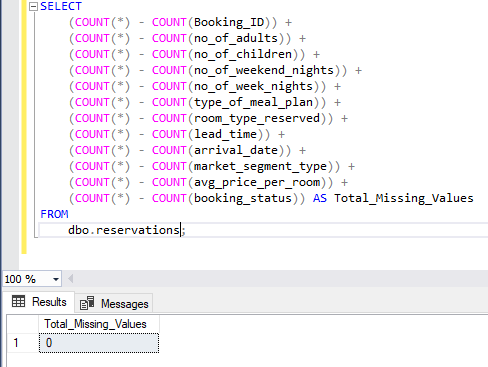 SELECT
(COUNT(*) - COUNT(Booking_ID)) +
(COUNT(*) - COUNT(no_of_adults)) +
(COUNT(*) - COUNT(no_of_children)) +
(COUNT(*) - COUNT(no_of_weekend_nights)) +
(COUNT(*) - COUNT(no_of_week_nights)) +
(COUNT(*) - COUNT(type_of_meal_plan)) +
(COUNT(*) - COUNT(room_type_reserved)) +
(COUNT(*) - COUNT(lead_time)) +
(COUNT(*) - COUNT(arrival_date)) +
(COUNT(*) - COUNT(market_segment_type)) +
(COUNT(*) - COUNT(avg_price_per_room)) +
(COUNT(*) - COUNT(booking_status)) AS Total_Missing_Values
FROM
dbo.reservations;
100 %
Results Messages
Total_Missing_Values
1 0